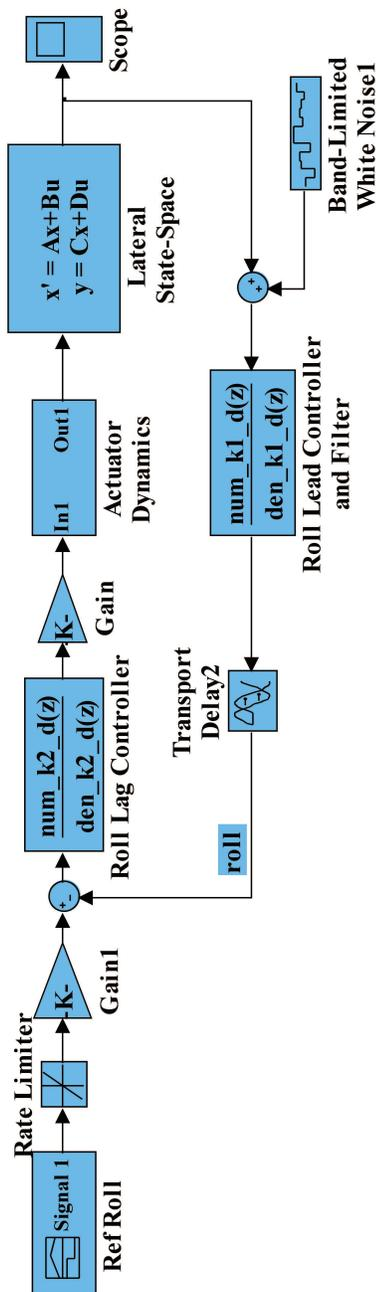 Signal 1
Ref Roll
Rate Limiter
-K-
Gain1
+
−
num_k2_d(z)
den_k2_d(z)
Roll Lag Controller
K-
Gain
In1
Out1
Actuator
Dynamics
x' = Ax+Bu
y = Cx+Du
Lateral
State-Space
Scope
roll
Transport
Delay2
num_k1_d(z)
den_k1_d(z)
Roll Lead Controller
and Filter
+
+
Band-Limited
White Noise1